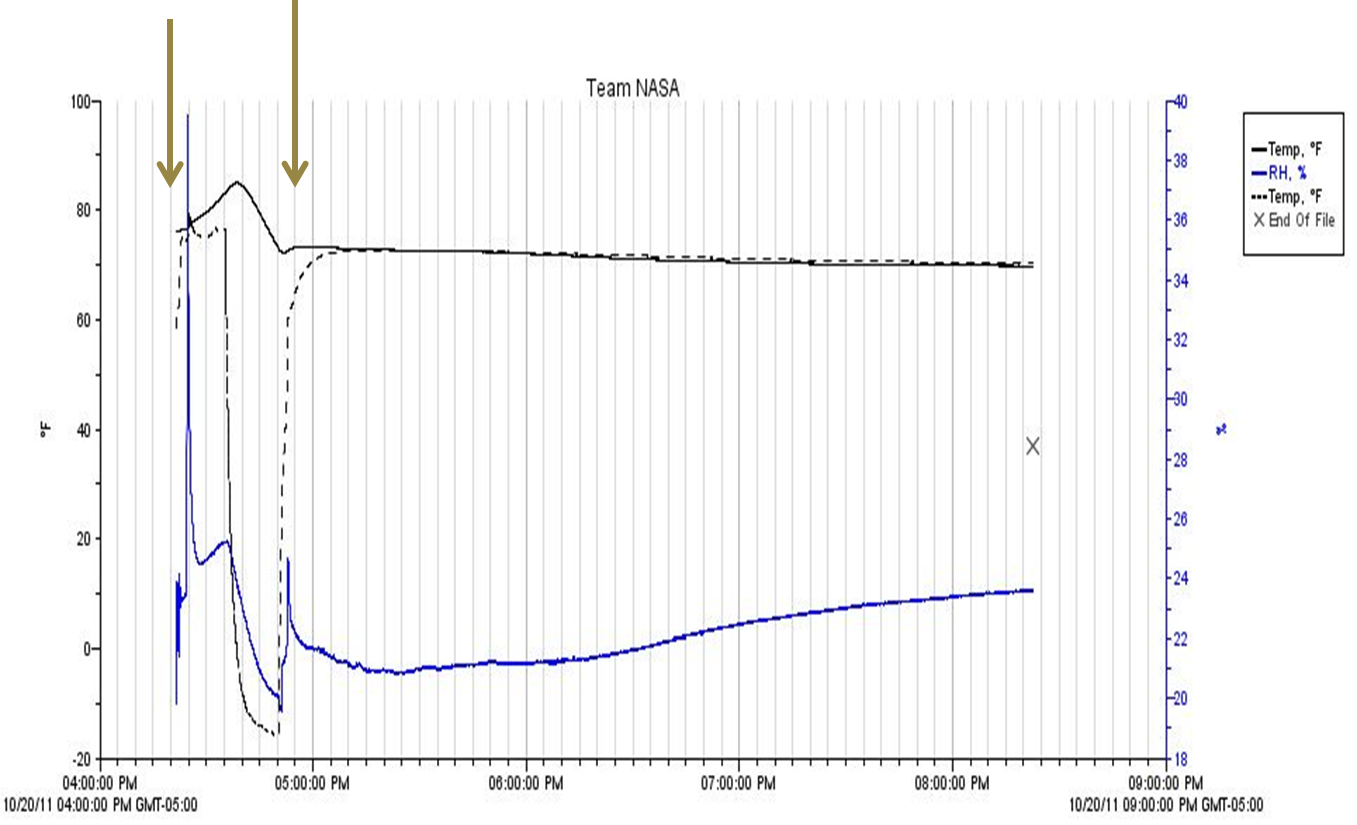 Team NASA
100
80
60
40
20
0
-20
°F
40
38
36
34
32
30
28
26
24
22
20
18
%
Temp, °F
RH, %
Temp, °F
End Of File
04:00:00 PM 05:00:00 PM 06:00:00 PM 07:00:00 PM 08:00:00 PM 09:00:00 PM
10/20/11 04:00:00 PM GMT-05:00 10/20/11 09:00:00 PM GMT-05:00